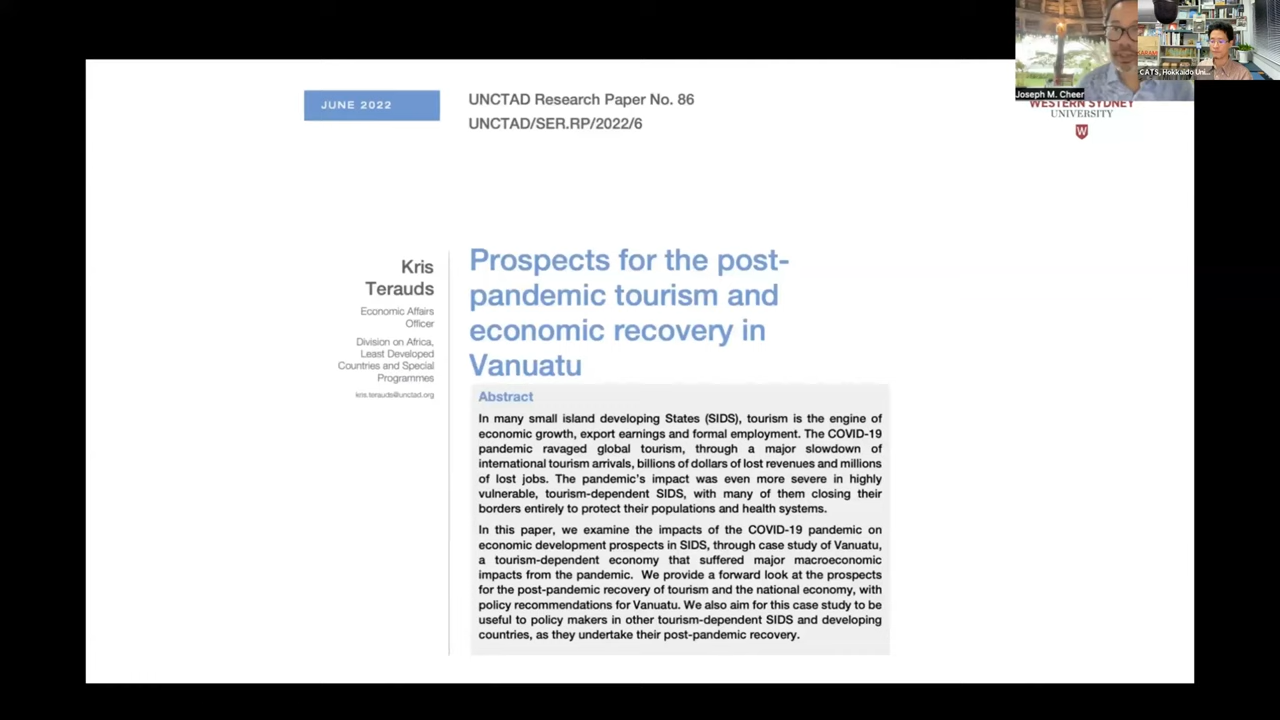 JUNE 2022
UNCTAD Research Paper No. 86
UNCTAD/SER.RP/2022/6
Joseph M. Cheer
CATS, Hokkaido Uni...
WESTERN SYDNEY
UNIVERSITY
W
Kris
Terauds
Economic Affairs
Officer
Division on Africa,
Least Developed
Countries and Special
Programmes
kris.terauds@unctad.org
Prospects for the post-
pandemic tourism and
economic recovery in
Vanuatu
Abstract
In many small island developing States (SIDS), tourism is the engine of
economic growth, export earnings and formal employment. The COVID-19
pandemic ravaged global tourism, through a major slowdown of
international tourism arrivals, billions of dollars of lost revenues and millions
of lost jobs. The pandemic's impact was even more severe in highly
vulnerable, tourism-dependent SIDS, with many of them closing their
borders entirely to protect their populations and health systems.
In this paper, we examine the impacts of the COVID-19 pandemic on
economic development prospects in SIDS, through case study of Vanuatu,
a tourism-dependent economy that suffered major macroeconomic
impacts from the pandemic. We provide a forward look at the prospects
for the post-pandemic recovery of tourism and the national economy, with
policy recommendations for Vanuatu. We also aim for this case study to be
useful to policy makers in other tourism-dependent SIDS and developing
countries, as they undertake their post-pandemic recovery.